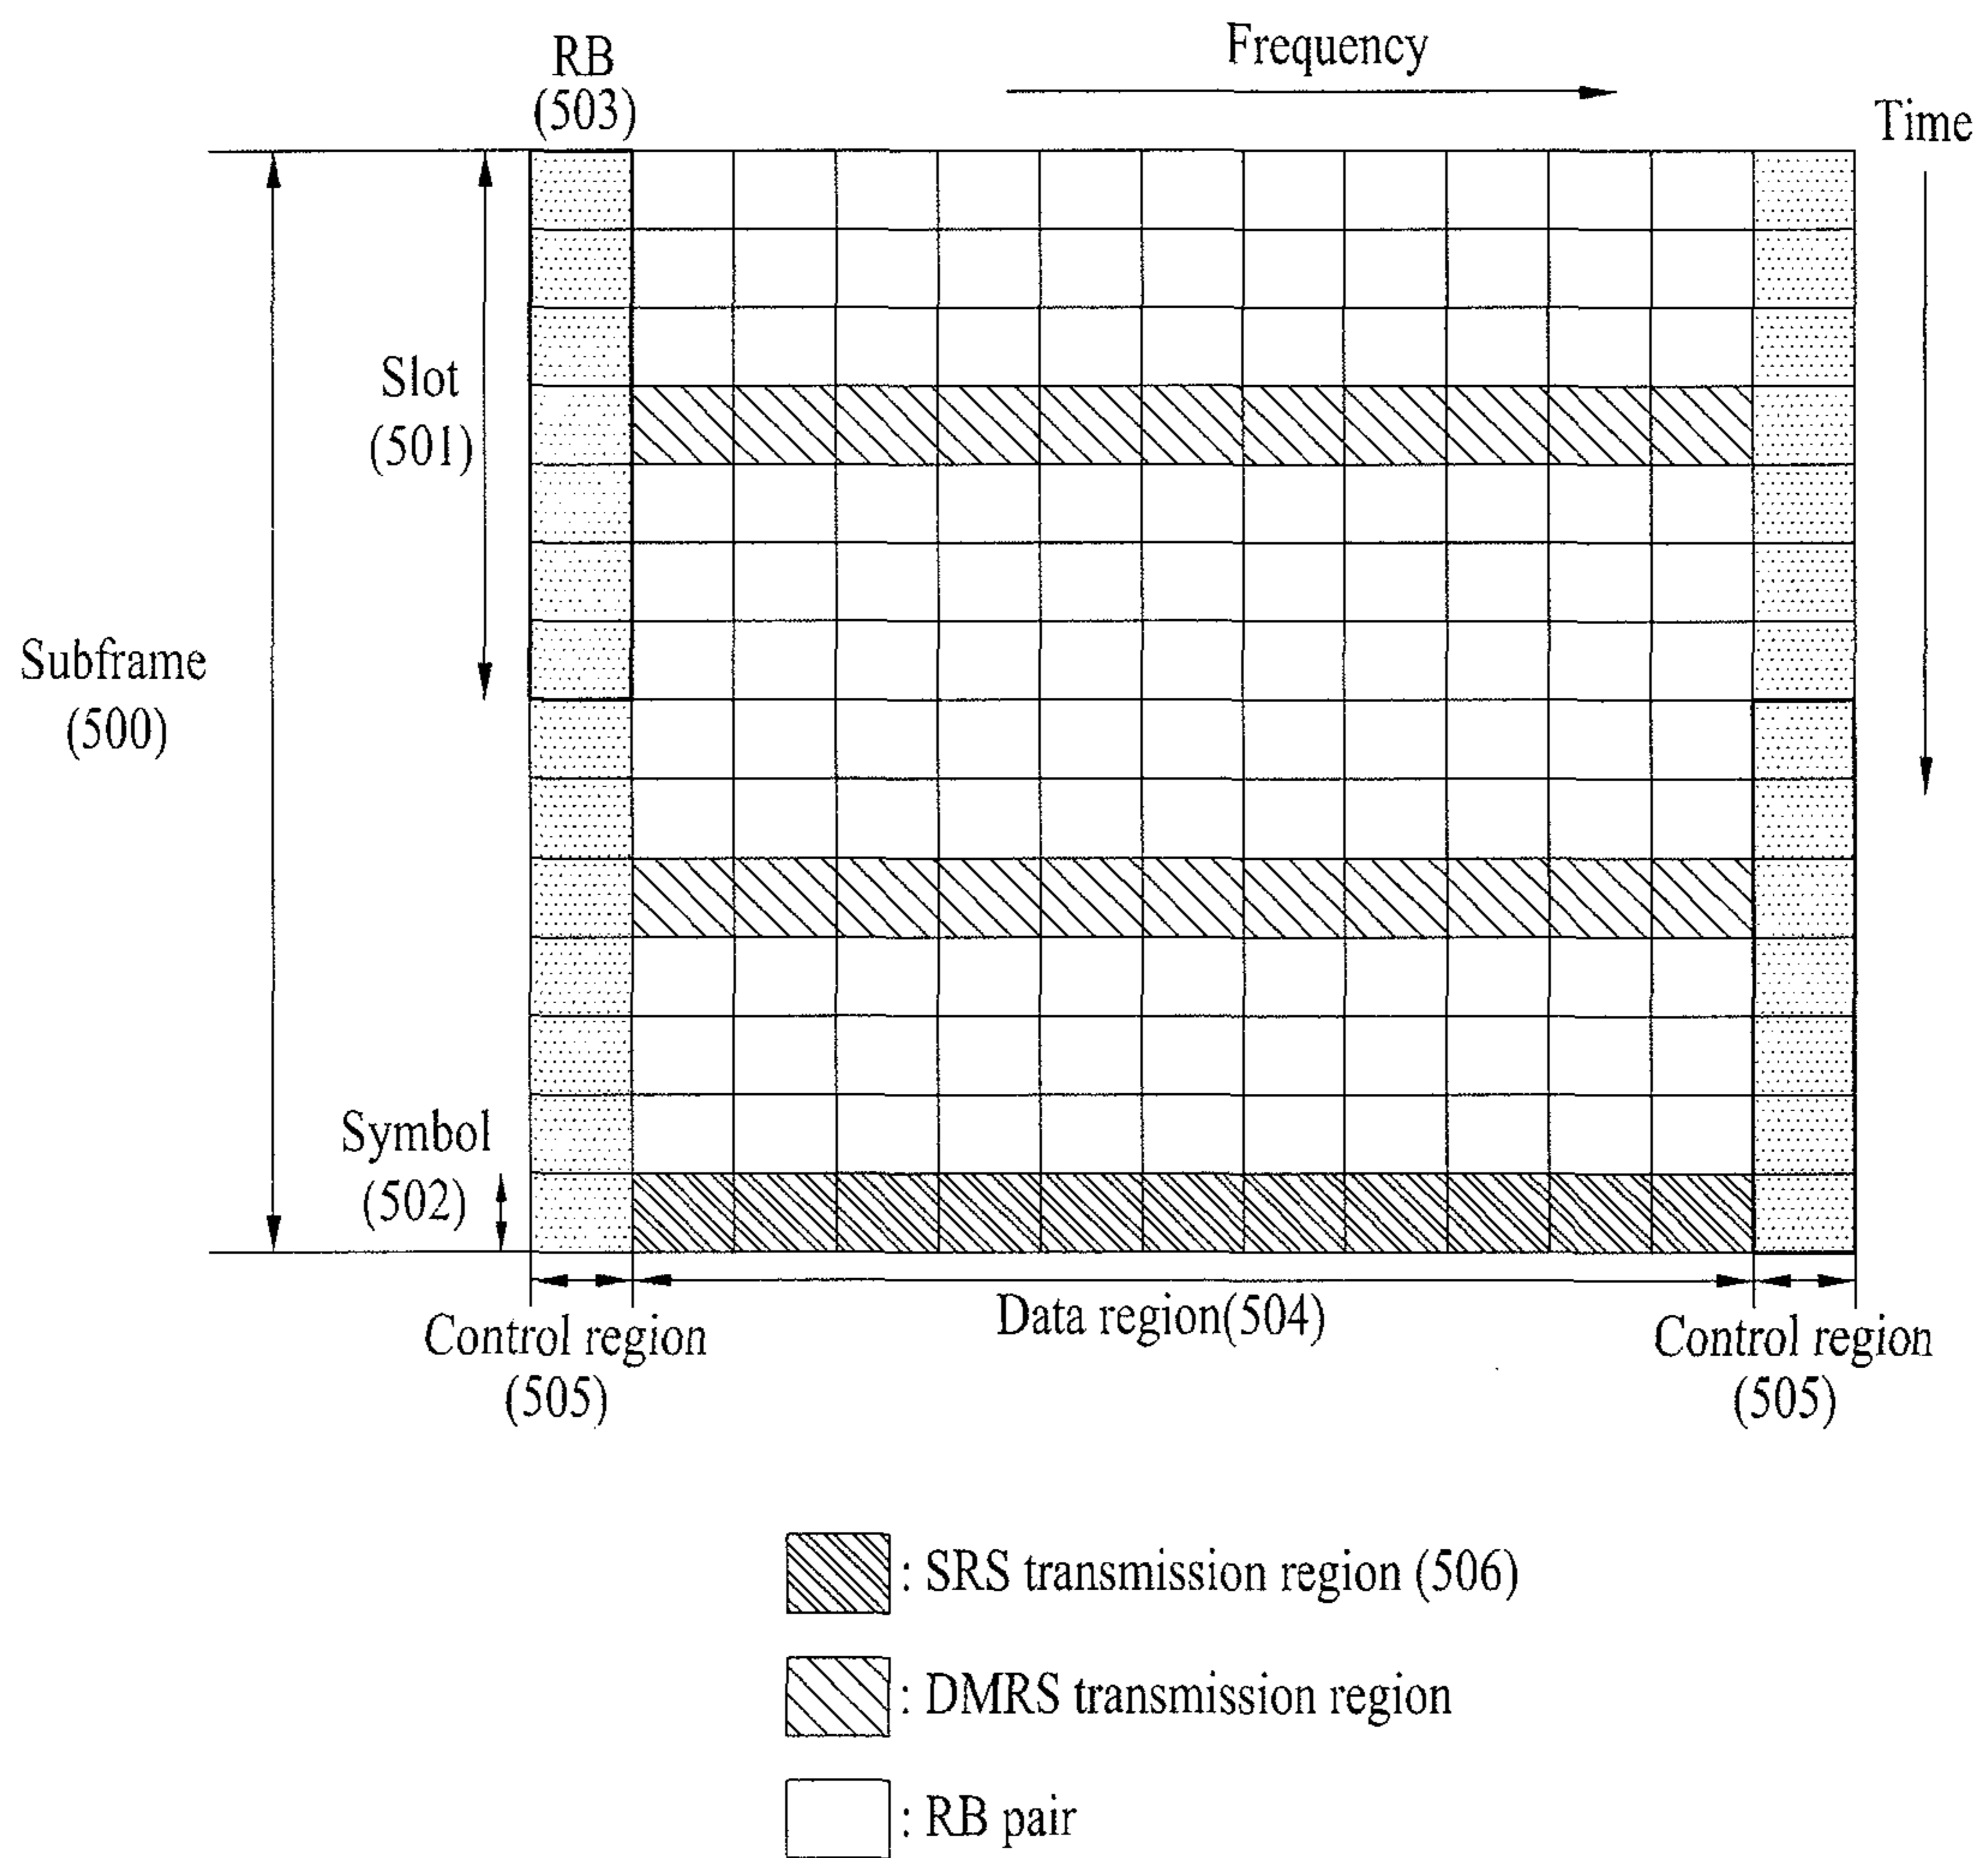 RB
(503)
Frequency
Time
Slot
(501)
Subframe
(500)
Symbol
(502)
Control region
(505)
Data region(504)
Control region
(505)
: SRS transmission region (506)
: DMRS transmission region
: RB pair